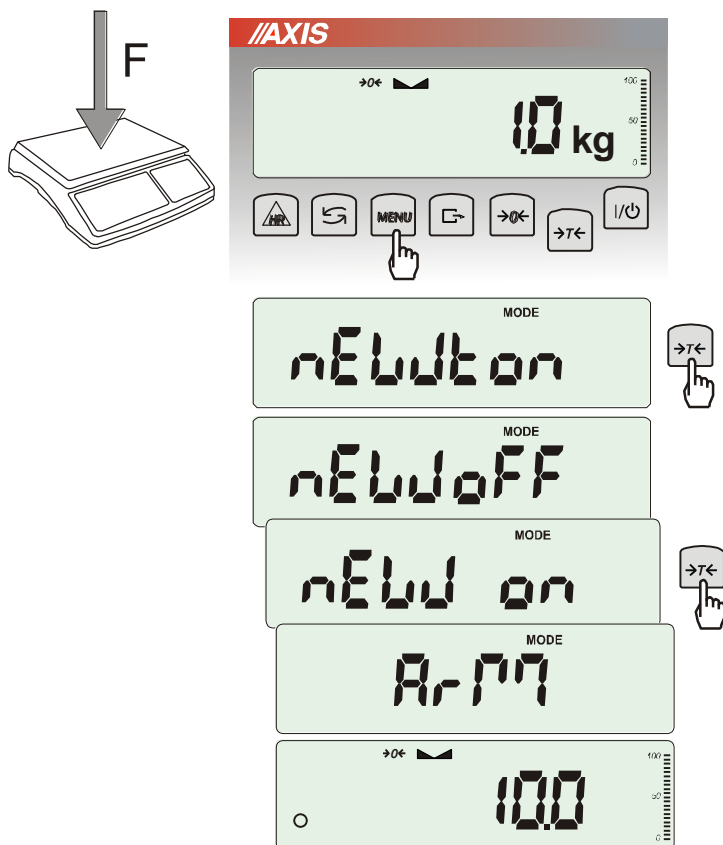 F
//AXIS
→0←
100
50
0
1.0 kg
HR
MENU
→0←
→T←
I/⏻
MODE
nEWton
→T←
MODE
nEWoFF
MODE
nEW on
→T←
MODE
ArM
→0←
100
50
0
10.0